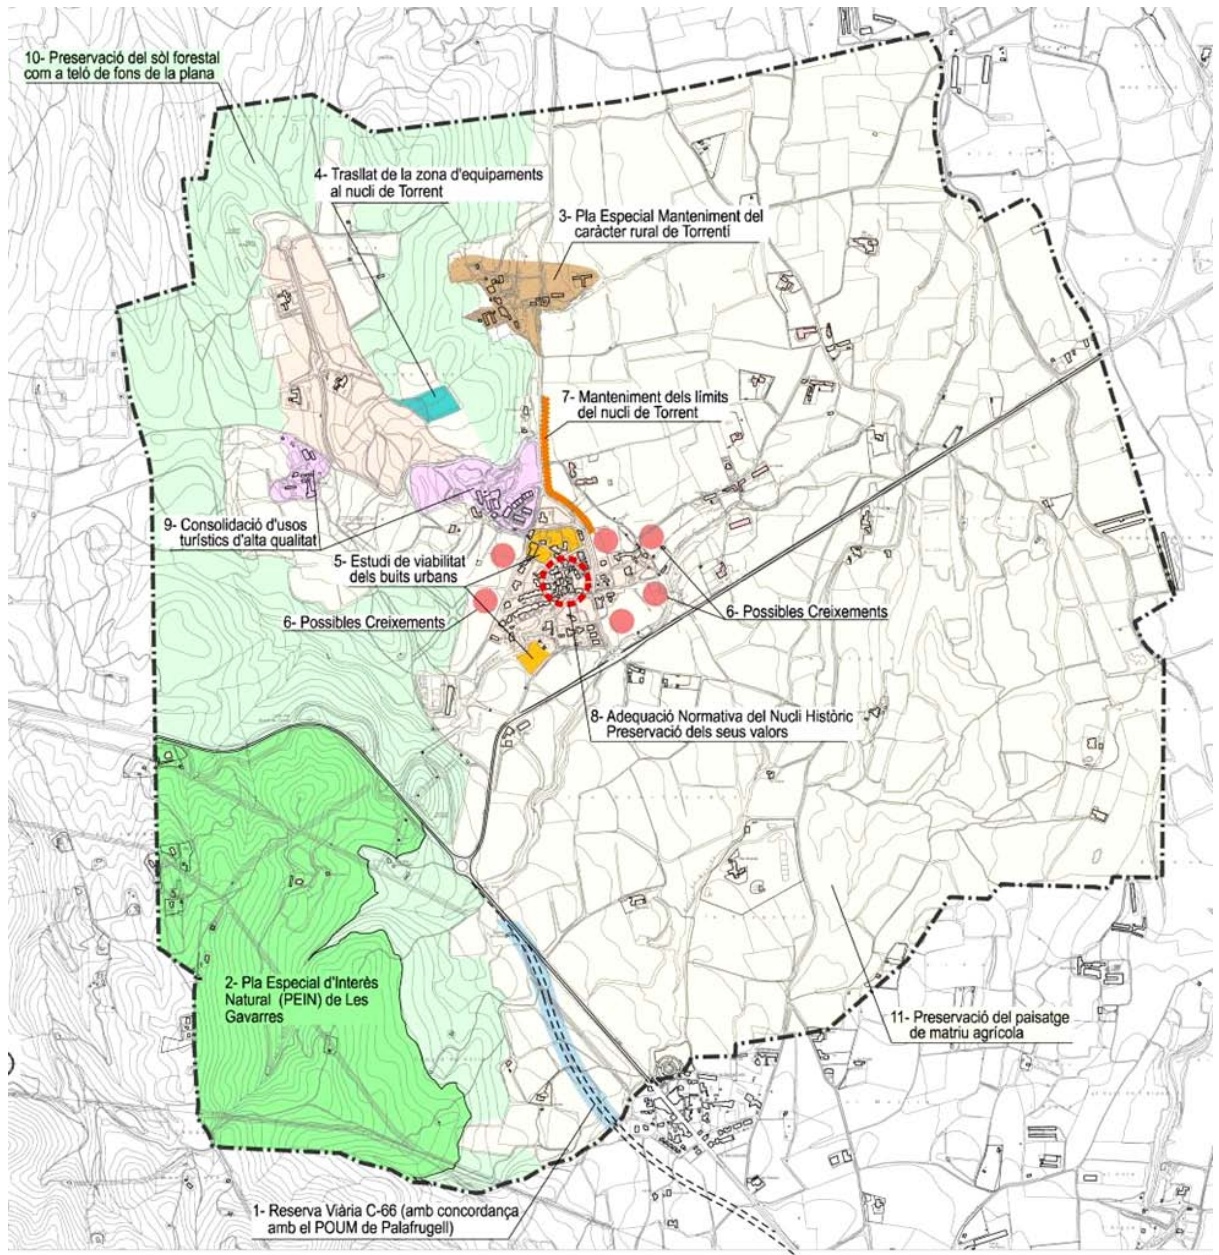 10- Preservació del sòl forestal
com a teló de fons de la plana
4- Trasllat de la zona d'equipaments
al nucli de Torrent
3- Pla Especial Manteniment del
caràcter rural de Torrentí
7- Manteniment dels límits
del nucli de Torrent
9- Consolidació d'usos
turístics d'alta qualitat
5- Estudi de viabilitat
dels buits urbans
6- Possibles Creixements
6- Possibles Creixements
8- Adequació Normativa del Nucli Històric
Preservació dels seus valors
2- Pla Especial d'Interès
Natural (PEIN) de Les
Gavarres
11- Preservació del paisatge
de matriu agrícola
1- Reserva Viària C-66 (amb concordança
amb el POUM de Palafrugell)